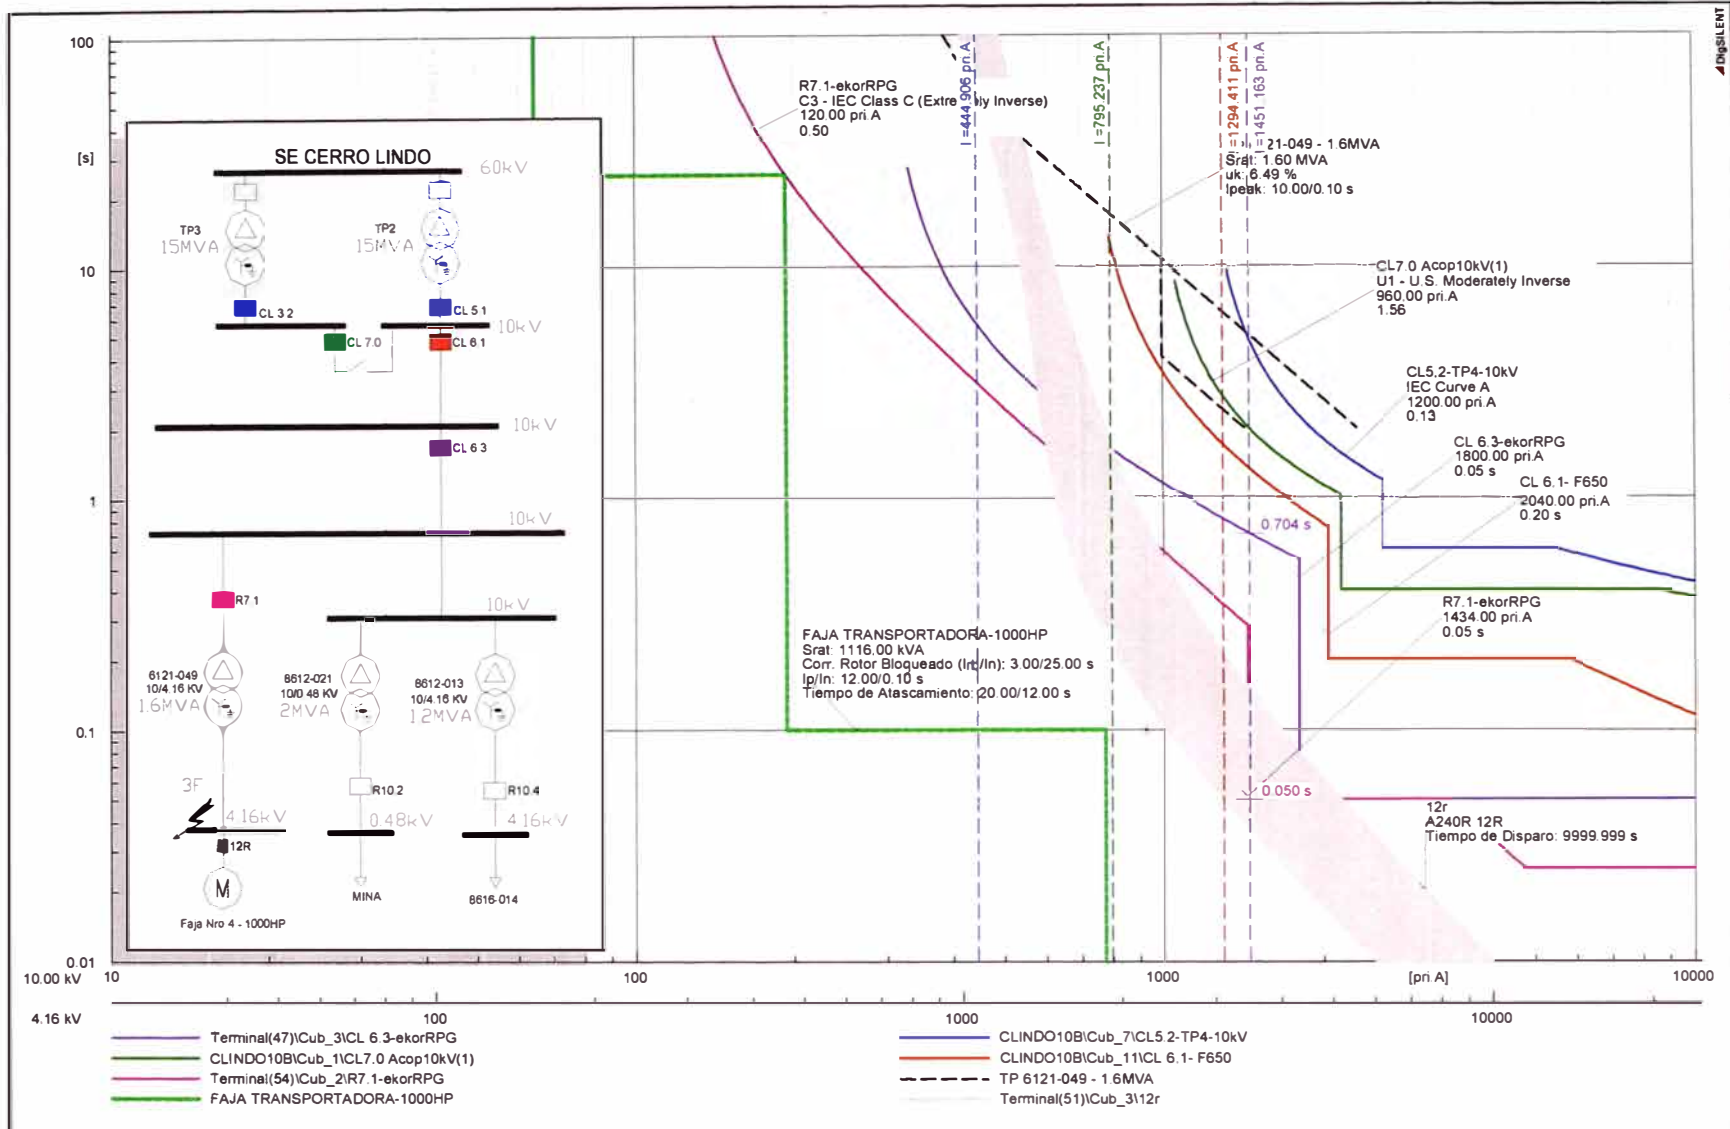 DIgSILENT
100
[s]
10
1
0.1
0.01
SE CERRO LINDO
60kV
TP3
15MVA
TP2
15MVA
CL 3.2
CL 5.1
10kV
CL 7.0
CL 6.1
10kV
CL 6.3
10kV
R7.1
10kV
6121-049
10/4.16 KV
1.6MVA
8612-021
10/0.48 KV
2MVA
8612-013
10/4.16 KV
1.2MVA
3F
R10.2
R10.4
4.16kV
0.48kV
4.16kV
12R
M
MINA
8616-014
Faja Nro 4 - 1000HP
R7.1-ekorRPG
C3 - IEC Class C (Extre ly Inverse)
120.00 pri.A
0.50
I =444.906 pri.A
I =795.237 pri.A
=1294.411 pri.A
=1451.163 pri.A
21-049 - 1.6MVA
Srat: 1.60 MVA
uk: 6.49 %
Ipeak: 10.00/0.10 s
CL7.0 Acop10kV(1)
U1 - U.S. Moderately Inverse
960.00 pri.A
1.56
CL5.2-TP4-10kV
IEC Curve A
1200.00 pri.A
0.13
CL 6.3-ekorRPG
1800.00 pri.A
0.05 s
CL 6.1- F650
2040.00 pri.A
0.20 s
0.704 s
R7.1-ekorRPG
1434.00 pri.A
0.05 s
FAJA TRANSPORTADORA-1000HP
Srat: 1116.00 kVA
Corr. Rotor Bloqueado (Irr/In): 3.00/25.00 s
Ip/In: 12.00/0.10 s
Tiempo de Atascamiento: 20.00/12.00 s
0.050 s
12r
A240R 12R
Tiempo de Disparo: 9999.999 s
10.00 kV
10
100
1000
[pri.A]
10000
4.16 kV
100
1000
10000
Terminal(47)\Cub_3\CL 6.3-ekorRPG
CLINDO10B\Cub_1\CL7.0 Acop10kV(1)
Terminal(54)\Cub_2\R7.1-ekorRPG
FAJA TRANSPORTADORA-1000HP
CLINDO10B\Cub_7\CL5.2-TP4-10kV
CLINDO10B\Cub_11\CL 6.1- F650
TP 6121-049 - 1.6MVA
Terminal(51)\Cub_3\12r